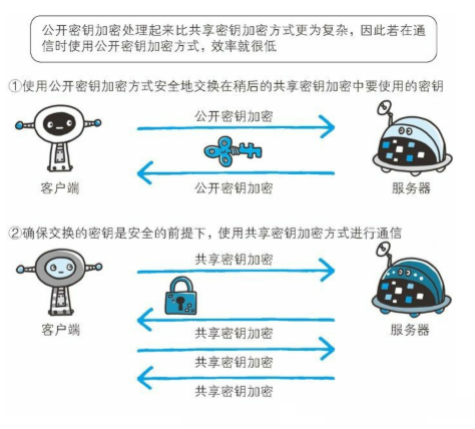 公开密钥加密处理起来比共享密钥加密方式更为复杂，因此若在通
信时使用公开密钥加密方式，效率就很低
①使用公开密钥加密方式安全地交换在稍后的共享密钥加密中要使用的密钥
公开密钥加密
公开密钥加密
客户端
服务器
②确保交换的密钥是安全的前提下，使用共享密钥加密方式进行通信
共享密钥加密
共享密钥加密
客户端
服务器
共享密钥加密
共享密钥加密